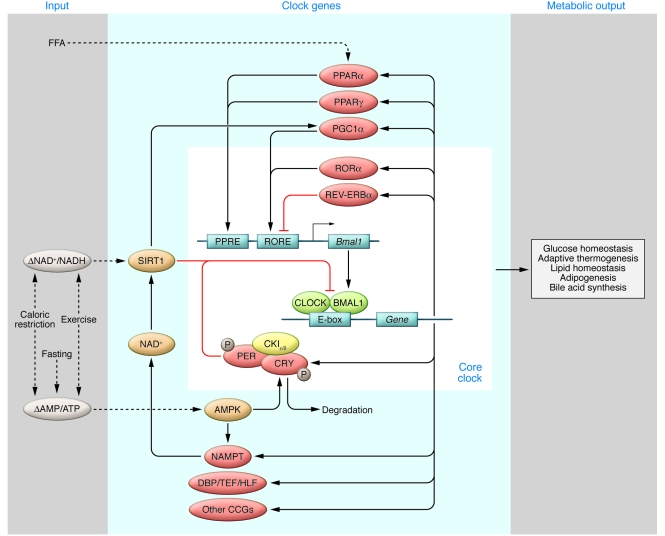 Input
Clock genes
Metabolic output
FFA
PPARα
PPARγ
PGC1α
RORα
REV-ERBα
PPRE
RORE
Bmal1
ΔNAD⁺/NADH
SIRT1
Glucose homeostasis
Adaptive thermogenesis
Lipid homeostasis
Adipogenesis
Bile acid synthesis
CLOCK
BMAL1
E-box
Gene
Caloric
restriction
Exercise
Fasting
NAD⁺
P
PER
CKIε/δ
CRY
P
Core
clock
ΔAMP/ATP
AMPK
Degradation
NAMPT
DBP/TEF/HLF
Other CCGs